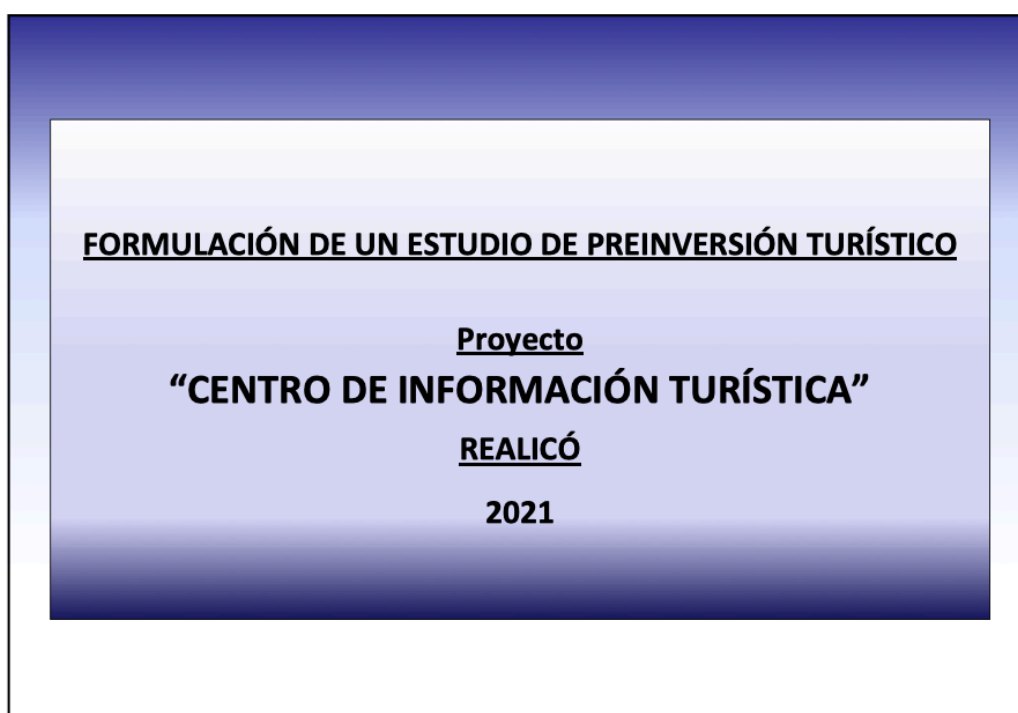 FORMULACIÓN DE UN ESTUDIO DE PREINVERSIÓN TURÍSTICO
Proyecto
“CENTRO DE INFORMACIÓN TURÍSTICA”
REALICÓ
2021